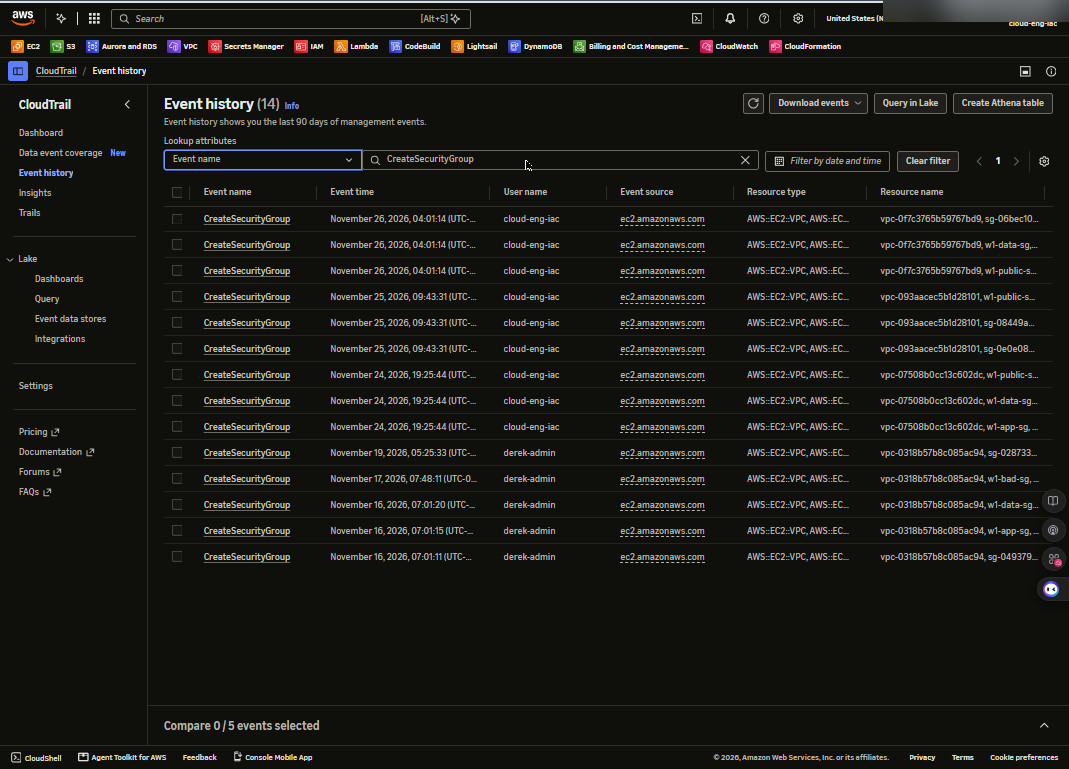 aws
Search [Alt+S]
United States (N
cloud-eng-iac
EC2 S3 Aurora and RDS VPC Secrets Manager IAM Lambda CodeBuild Lightsail DynamoDB Billing and Cost Manageme... CloudWatch CloudFormation
CloudTrail / Event history
CloudTrail
Dashboard
Data event coverage New
Event history
Insights
Trails
Lake
Dashboards
Query
Event data stores
Integrations
Settings
Pricing
Documentation
Forums
FAQs
Event history (14) Info
Download events Query in Lake Create Athena table
Event history shows you the last 90 days of management events.
Lookup attributes
Event name CreateSecurityGroup Filter by date and time Clear filter 1
Event name Event time User name Event source Resource type Resource name
CreateSecurityGroup November 26, 2026, 04:01:14 (UTC-... cloud-eng-iac ec2.amazonaws.com AWS::EC2::VPC, AWS::EC... vpc-0f7c3765b59767bd9, sg-06bec10...
CreateSecurityGroup November 26, 2026, 04:01:14 (UTC-... cloud-eng-iac ec2.amazonaws.com AWS::EC2::VPC, AWS::EC... vpc-0f7c3765b59767bd9, w1-data-sg,...
CreateSecurityGroup November 26, 2026, 04:01:14 (UTC-... cloud-eng-iac ec2.amazonaws.com AWS::EC2::VPC, AWS::EC... vpc-0f7c3765b59767bd9, w1-public-s...
CreateSecurityGroup November 25, 2026, 09:43:31 (UTC-... cloud-eng-iac ec2.amazonaws.com AWS::EC2::VPC, AWS::EC... vpc-093aacec5b1d28101, w1-public-s...
CreateSecurityGroup November 25, 2026, 09:43:31 (UTC-... cloud-eng-iac ec2.amazonaws.com AWS::EC2::VPC, AWS::EC... vpc-093aacec5b1d28101, sg-08449a...
CreateSecurityGroup November 25, 2026, 09:43:31 (UTC-... cloud-eng-iac ec2.amazonaws.com AWS::EC2::VPC, AWS::EC... vpc-093aacec5b1d28101, sg-0e0e08...
CreateSecurityGroup November 24, 2026, 19:25:44 (UTC-... cloud-eng-iac ec2.amazonaws.com AWS::EC2::VPC, AWS::EC... vpc-07508b0cc13c602dc, w1-public-s...
CreateSecurityGroup November 24, 2026, 19:25:44 (UTC-... cloud-eng-iac ec2.amazonaws.com AWS::EC2::VPC, AWS::EC... vpc-07508b0cc13c602dc, w1-data-sg...
CreateSecurityGroup November 24, 2026, 19:25:44 (UTC-... cloud-eng-iac ec2.amazonaws.com AWS::EC2::VPC, AWS::EC... vpc-07508b0cc13c602dc, w1-app-sg, ...
CreateSecurityGroup November 19, 2026, 05:25:33 (UTC-... derek-admin ec2.amazonaws.com AWS::EC2::VPC, AWS::EC... vpc-0318b57b8c085ac94, sg-028733...
CreateSecurityGroup November 17, 2026, 07:48:11 (UTC-0... derek-admin ec2.amazonaws.com AWS::EC2::VPC, AWS::EC... vpc-0318b57b8c085ac94, w1-bad-sg, ...
CreateSecurityGroup November 16, 2026, 07:01:20 (UTC-... derek-admin ec2.amazonaws.com AWS::EC2::VPC, AWS::EC... vpc-0318b57b8c085ac94, w1-data-sg...
CreateSecurityGroup November 16, 2026, 07:01:15 (UTC-... derek-admin ec2.amazonaws.com AWS::EC2::VPC, AWS::EC... vpc-0318b57b8c085ac94, w1-app-sg, ...
CreateSecurityGroup November 16, 2026, 07:01:11 (UTC-... derek-admin ec2.amazonaws.com AWS::EC2::VPC, AWS::EC... vpc-0318b57b8c085ac94, sg-049379...
Compare 0 / 5 events selected
CloudShell Agent Toolkit for AWS Feedback Console Mobile App © 2026, Amazon Web Services, Inc. or its affiliates. Privacy Terms Cookie preferences